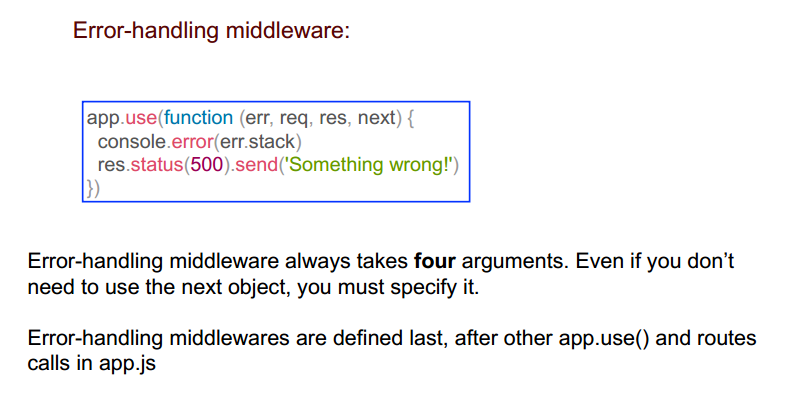 Error-handling middleware:
app.use(function (err, req, res, next) {
  console.error(err.stack)
  res.status(500).send('Something wrong!')
})
Error-handling middleware always takes four arguments. Even if you don’t
need to use the next object, you must specify it.
Error-handling middlewares are defined last, after other app.use() and routes
calls in app.js